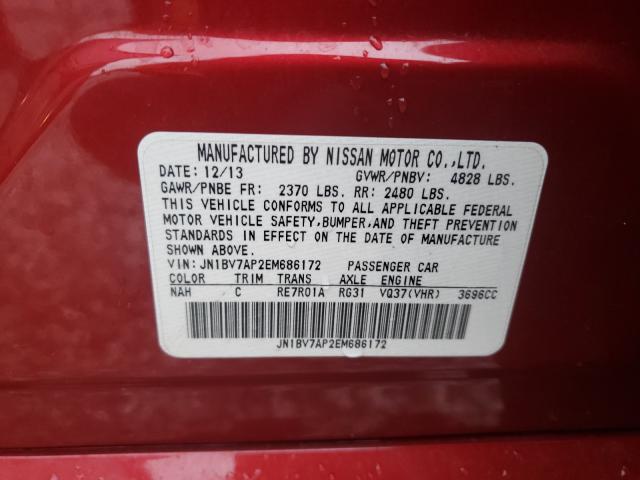 MANUFACTURED BY NISSAN MOTOR CO.,LTD.
DATE: 12/13 GVWR/PNBV: 4828 LBS.
GAWR/PNBE FR: 2370 LBS. RR: 2480 LBS.
THIS VEHICLE CONFORMS TO ALL APPLICABLE FEDERAL
MOTOR VEHICLE SAFETY, BUMPER, AND THEFT PREVENTION
STANDARDS IN EFFECT ON THE DATE OF MANUFACTURE
SHOWN ABOVE.
VIN: JN1BV7AP2EM686172 PASSENGER CAR
COLOR TRIM TRANS AXLE ENGINE
NAH C RE7R01A RG31 VQ37(VHR) 3696CC
JN1BV7AP2EM686172